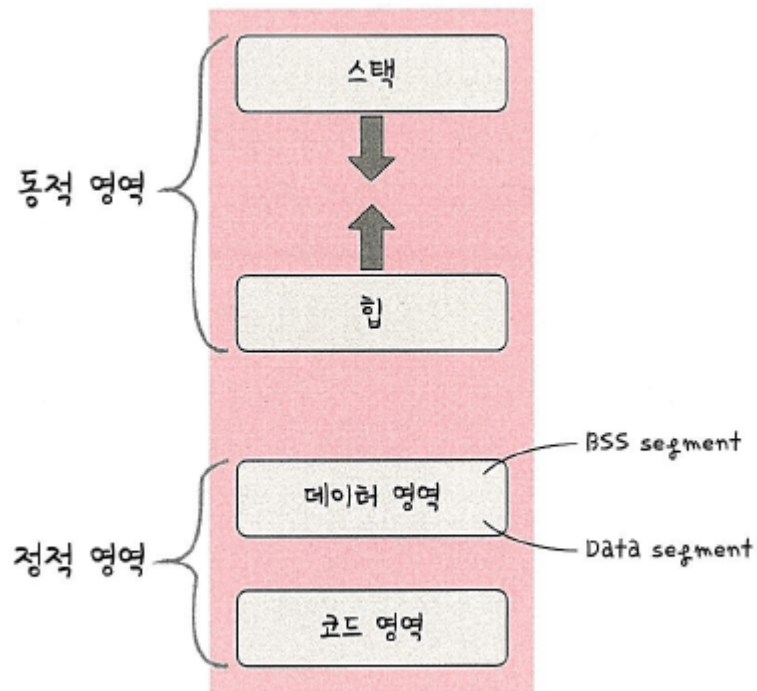 스택
동적 영역
힙
BSS segment
데이터 영역
Data segment
정적 영역
코드 영역